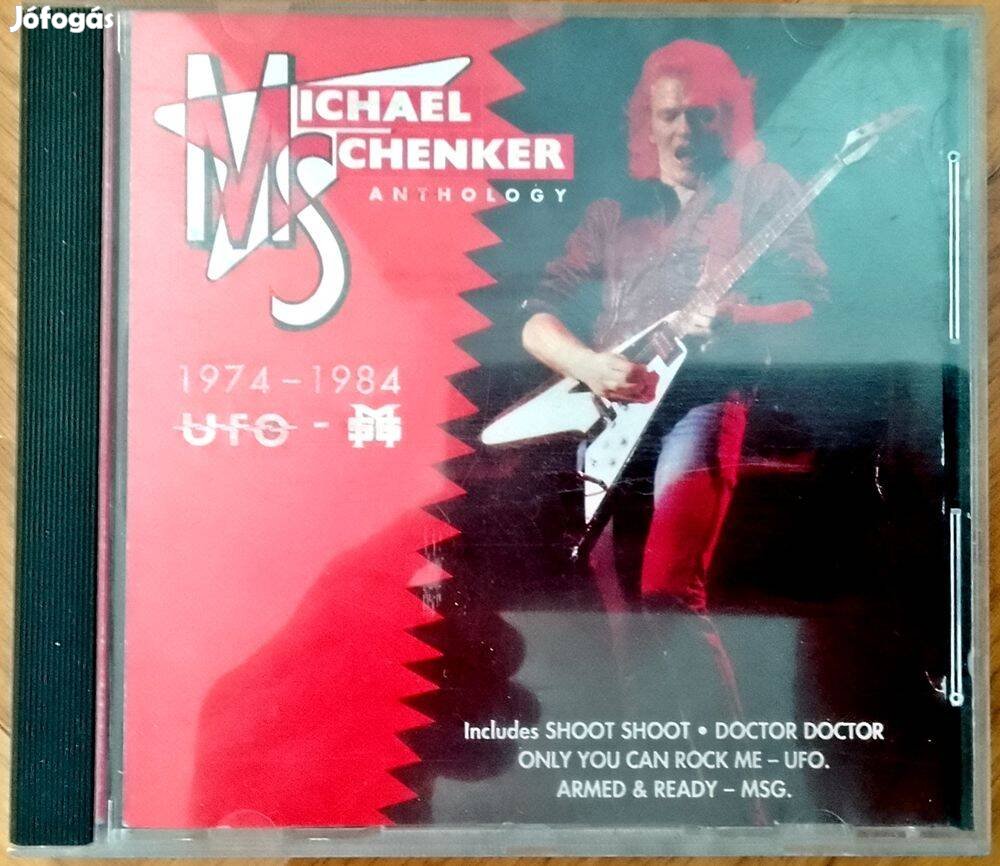 Jófogás
MICHAEL
SCHENKER
ANTHOLOGY
1974 – 1984
UFO -
Includes SHOOT SHOOT • DOCTOR DOCTOR
ONLY YOU CAN ROCK ME – UFO.
ARMED & READY – MSG.